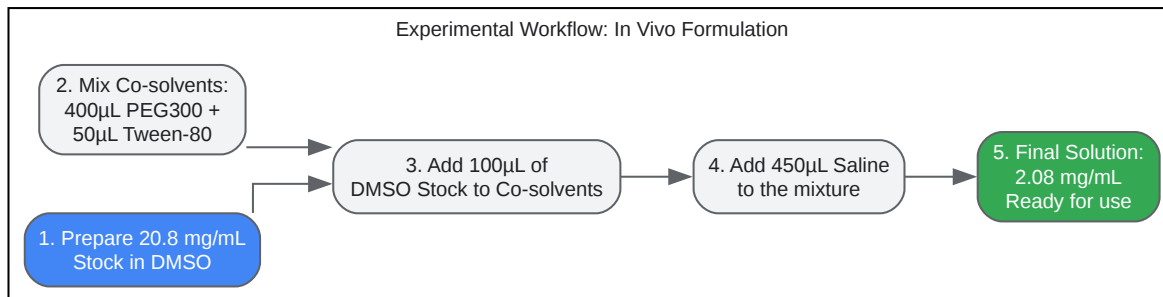 Experimental Workflow: In Vivo Formulation
2. Mix Co-solvents:
400µL PEG300 +
50µL Tween-80
1. Prepare 20.8 mg/mL
Stock in DMSO
3. Add 100µL of
DMSO Stock to Co-solvents
4. Add 450µL Saline
to the mixture
5. Final Solution:
2.08 mg/mL
Ready for use